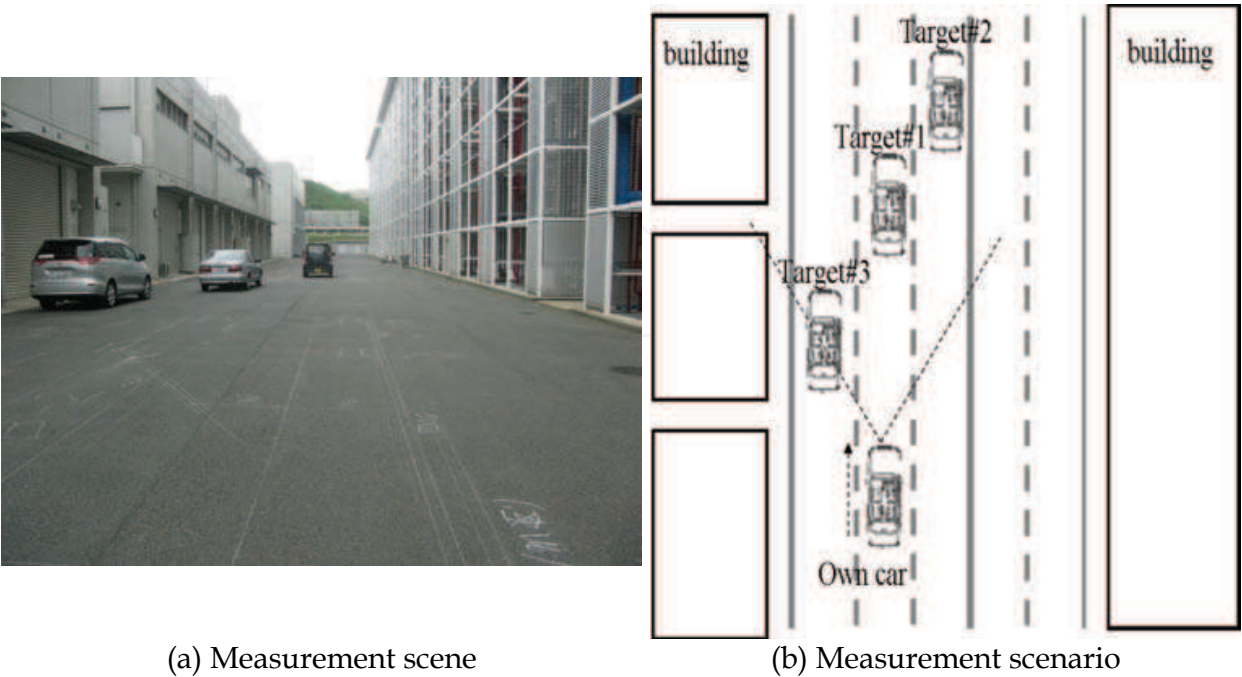 building
Target#2
building
Target#1
Target#3
Own car
(a) Measurement scene
(b) Measurement scenario